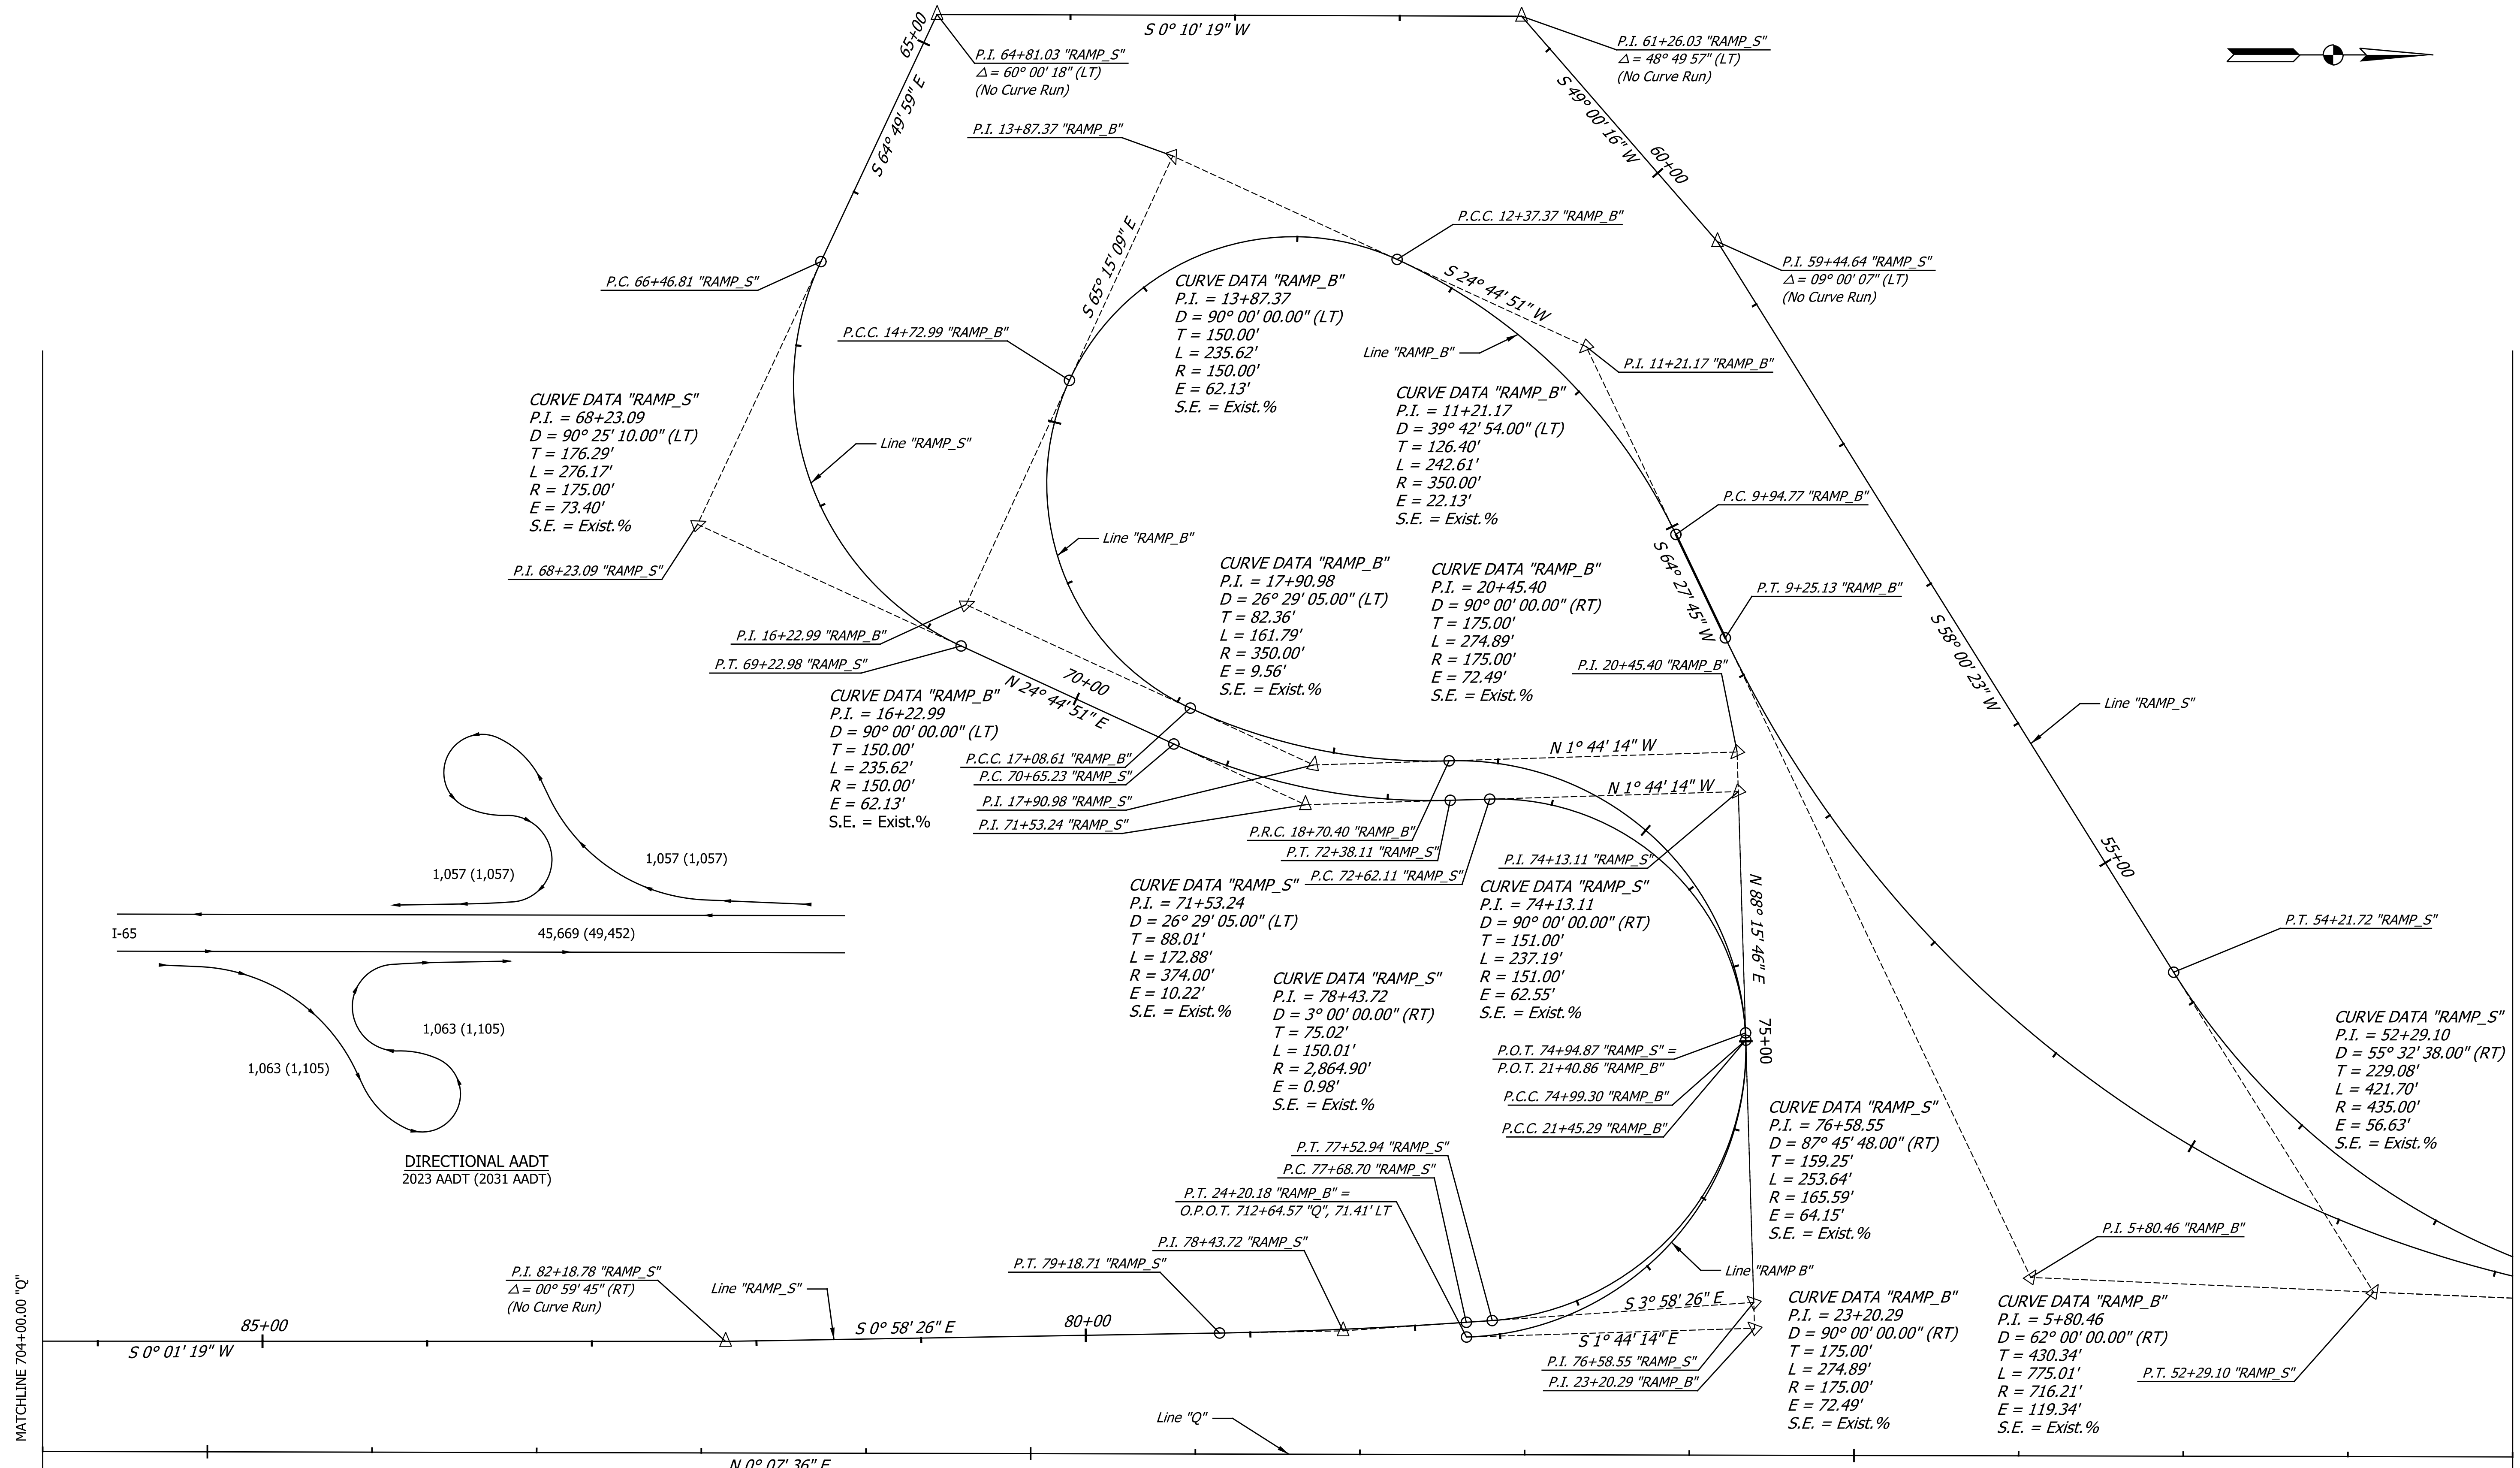 S 0° 10' 19" W
65+00
P.I. 64+81.03 "RAMP_S"
△= 60° 00' 18" (LT)
(No Curve Run)
P.I. 61+26.03 "RAMP_S"
△= 48° 49 57" (LT)
(No Curve Run)
S 64° 49' 59" E
S 49° 00' 16" W
60+00
P.I. 13+87.37 "RAMP_B"
P.C.C. 12+37.37 "RAMP_B"
P.I. 59+44.64 "RAMP_S"
△= 09° 00' 07" (LT)
(No Curve Run)
P.C. 66+46.81 "RAMP_S"
S 65° 15' 09" E
S 24° 44' 51" W
CURVE DATA "RAMP_B"
P.I. = 13+87.37
D = 90° 00' 00.00" (LT)
T = 150.00'
L = 235.62'
R = 150.00'
E = 62.13'
S.E. = Exist.%
P.C.C. 14+72.99 "RAMP_B"
Line "RAMP_B"
P.I. 11+21.17 "RAMP_B"
CURVE DATA "RAMP_S"
P.I. = 68+23.09
D = 90° 25' 10.00" (LT)
T = 176.29'
L = 276.17'
R = 175.00'
E = 73.40'
S.E. = Exist.%
CURVE DATA "RAMP_B"
P.I. = 11+21.17
D = 39° 42' 54.00" (LT)
T = 126.40'
L = 242.61'
R = 350.00'
E = 22.13'
S.E. = Exist.%
Line "RAMP_S"
P.C. 9+94.77 "RAMP_B"
Line "RAMP_B"
P.I. 68+23.09 "RAMP_S"
S 64° 27' 45" W
P.T. 9+25.13 "RAMP_B"
CURVE DATA "RAMP_B"
P.I. = 17+90.98
D = 26° 29' 05.00" (LT)
T = 82.36'
L = 161.79'
R = 350.00'
E = 9.56'
S.E. = Exist.%
CURVE DATA "RAMP_B"
P.I. = 20+45.40
D = 90° 00' 00.00" (RT)
T = 175.00'
L = 274.89'
R = 175.00'
E = 72.49'
S.E. = Exist.%
P.I. 16+22.99 "RAMP_B"
P.T. 69+22.98 "RAMP_S"
P.I. 20+45.40 "RAMP_B"
S 58° 00' 23" W
Line "RAMP_S"
70+00
N 24° 44' 51" E
CURVE DATA "RAMP_B"
P.I. = 16+22.99
D = 90° 00' 00.00" (LT)
T = 150.00'
L = 235.62'
R = 150.00'
E = 62.13'
S.E. = Exist.%
P.C.C. 17+08.61 "RAMP_B"
P.C. 70+65.23 "RAMP_S"
P.I. 17+90.98 "RAMP_S"
P.I. 71+53.24 "RAMP_S"
N 1° 44' 14" W
N 1° 44' 14" W
P.R.C. 18+70.40 "RAMP_B"
P.T. 72+38.11 "RAMP_S"
P.C. 72+62.11 "RAMP_S"
P.I. 74+13.11 "RAMP_S"
55+00
1,057 (1,057)
1,057 (1,057)
I-65
45,669 (49,452)
1,063 (1,105)
1,063 (1,105)
DIRECTIONAL AADT
2023 AADT (2031 AADT)
CURVE DATA "RAMP_S"
P.I. = 71+53.24
D = 26° 29' 05.00" (LT)
T = 88.01'
L = 172.88'
R = 374.00'
E = 10.22'
S.E. = Exist.%
CURVE DATA "RAMP_S"
P.I. = 74+13.11
D = 90° 00' 00.00" (RT)
T = 151.00'
L = 237.19'
R = 151.00'
E = 62.55'
S.E. = Exist.%
N 88° 15' 46" E
CURVE DATA "RAMP_S"
P.I. = 78+43.72
D = 3° 00' 00.00" (RT)
T = 75.02'
L = 150.01'
R = 2,864.90'
E = 0.98'
S.E. = Exist.%
P.T. 54+21.72 "RAMP_S"
75+00
P.O.T. 74+94.87 "RAMP_S" =
P.O.T. 21+40.86 "RAMP_B"
P.C.C. 74+99.30 "RAMP_B"
P.C.C. 21+45.29 "RAMP_B"
CURVE DATA "RAMP_S"
P.I. = 52+29.10
D = 55° 32' 38.00" (RT)
T = 229.08'
L = 421.70'
R = 435.00'
E = 56.63'
S.E. = Exist.%
CURVE DATA "RAMP_S"
P.I. = 76+58.55
D = 87° 45' 48.00" (RT)
T = 159.25'
L = 253.64'
R = 165.59'
E = 64.15'
S.E. = Exist.%
P.T. 77+52.94 "RAMP_S"
P.C. 77+68.70 "RAMP_S"
P.T. 24+20.18 "RAMP_B" =
O.P.O.T. 712+64.57 "Q", 71.41' LT
P.I. 78+43.72 "RAMP_S"
P.T. 79+18.71 "RAMP_S"
P.I. 5+80.46 "RAMP_B"
P.I. 82+18.78 "RAMP_S"
△= 00° 59' 45" (RT)
(No Curve Run)
Line "RAMP_S"
Line "RAMP B"
S 3° 58' 26" E
S 1° 44' 14" E
85+00
80+00
S 0° 01' 19" W
S 0° 58' 26" E
P.I. 76+58.55 "RAMP_S"
P.I. 23+20.29 "RAMP_B"
CURVE DATA "RAMP_B"
P.I. = 23+20.29
D = 90° 00' 00.00" (RT)
T = 175.00'
L = 274.89'
R = 175.00'
E = 72.49'
S.E. = Exist.%
CURVE DATA "RAMP_B"
P.I. = 5+80.46
D = 62° 00' 00.00" (RT)
T = 430.34'
L = 775.01'
R = 716.21'
E = 119.34'
S.E. = Exist.%
P.T. 52+29.10 "RAMP_S"
MATCHLINE 704+00.00 "Q"
Line "Q"
N 0° 07' 36" E